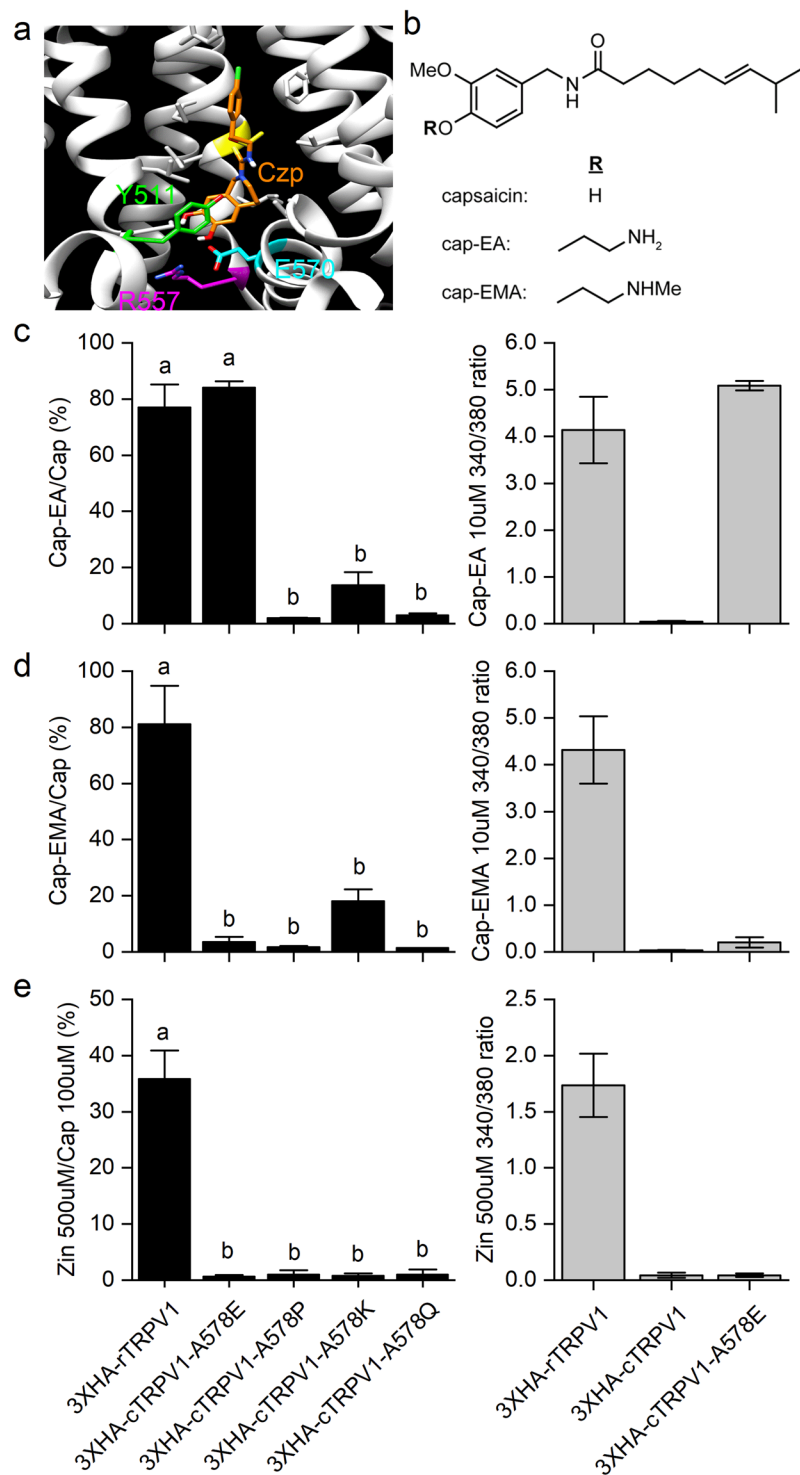 a
Y511
Czp
E570
R557
b
O
MeO
N
H
RO
R
capsaicin: H
cap-EA: NH2
cap-EMA: NHMe
c
Cap-EA/Cap (%)
100
80
60
40
20
0
a a b b b
Cap-EA 10uM 340/380 ratio
6.0
5.0
4.0
3.0
2.0
1.0
0.0
d
Cap-EMA/Cap (%)
100
80
60
40
20
0
a b b b b
Cap-EMA 10uM 340/380 ratio
6.0
5.0
4.0
3.0
2.0
1.0
0.0
e
Zin 500uM/Cap 100uM (%)
50
40
30
20
10
0
a b b b b
Zin 500uM 340/380 ratio
2.5
2.0
1.5
1.0
0.5
0.0
3XHA-rTRPV1
3XHA-cTRPV1-A578E
3XHA-cTRPV1-A578P
3XHA-cTRPV1-A578K
3XHA-cTRPV1-A578Q
3XHA-rTRPV1
3XHA-cTRPV1
3XHA-cTRPV1-A578E